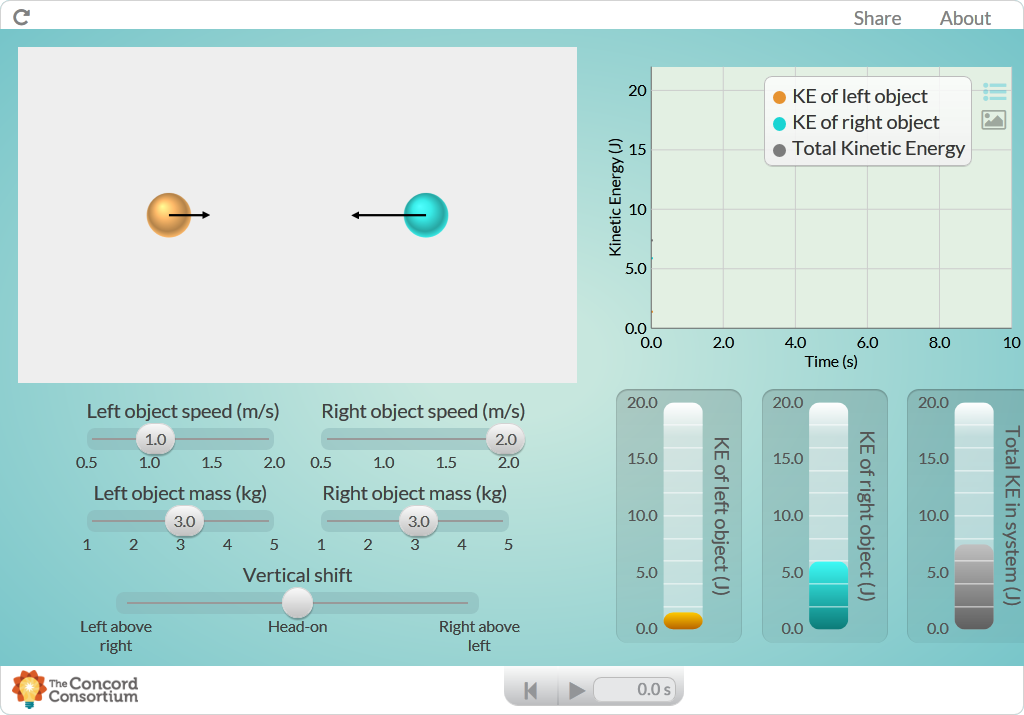 Share About
KE of left object
KE of right object
Total Kinetic Energy
Kinetic Energy (J)
20
15
10
5.0
0.0
0.0 2.0 4.0 6.0 8.0 10
Time (s)
Left object speed (m/s)
1.0
0.5 1.0 1.5 2.0
Right object speed (m/s)
2.0
0.5 1.0 1.5 2.0
Left object mass (kg)
3.0
1 2 3 4 5
Right object mass (kg)
3.0
1 2 3 4 5
Vertical shift
Left above right
Head-on
Right above left
20.0
15.0
10.0
5.0
0.0
KE of left object (J)
20.0
15.0
10.0
5.0
0.0
KE of right object (J)
20.0
15.0
10.0
5.0
0.0
Total KE in system (J)
The Concord
Consortium
0.0 s